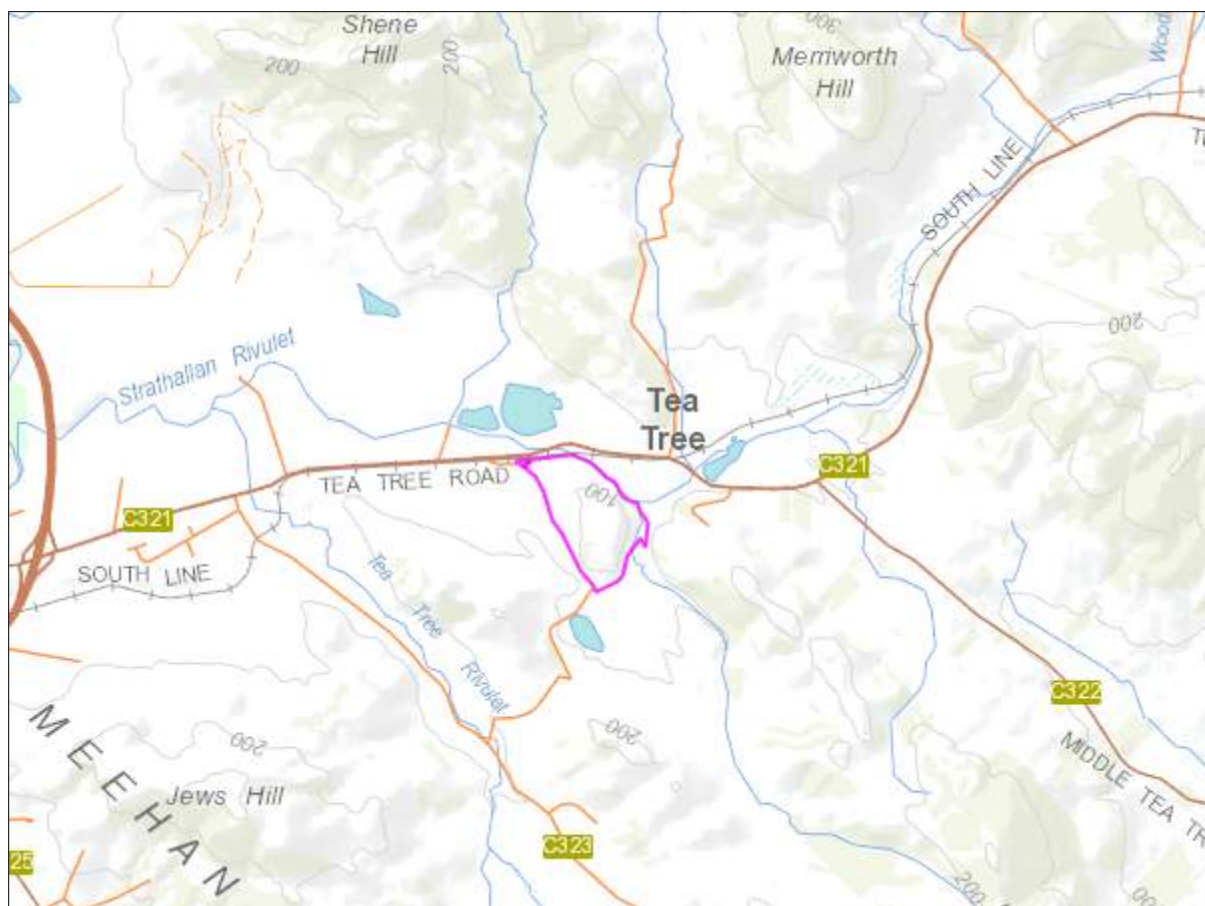 Shene
Hill
300
Merriworth
Hill
200
200
SOUTH LINE
200
Strathallan Rivulet
Tea
Tree
C321
TEA TREE ROAD
100
C321
SOUTH LINE
Tea Tree Rivulet
C322
MEEHAN
200
200
MIDDLE TEA TR
Jews Hill
C323
25
200
00